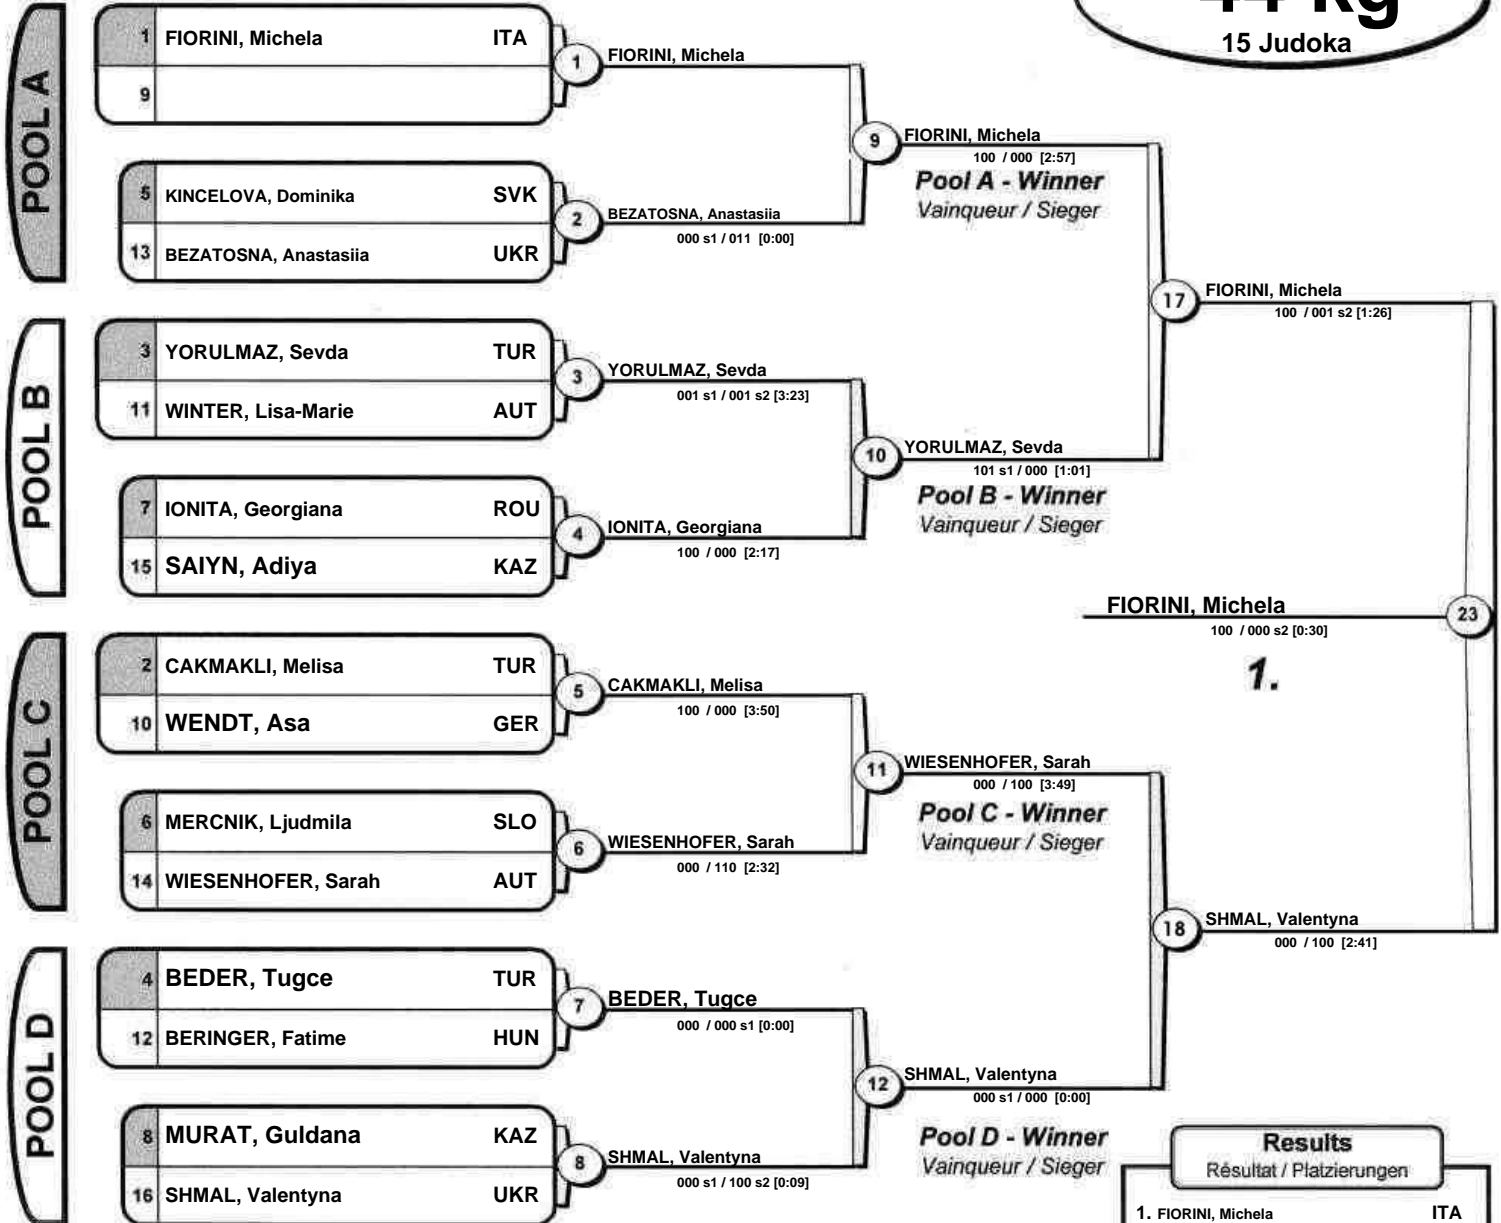 44 kg
15 Judoka
POOL A
1 FIORINI, Michela ITA
9
1
FIORINI, Michela
5 KINCELOVA, Dominika SVK
13 BEZATOSNA, Anastasiia UKR
2
BEZATOSNA, Anastasiia
000 s1 / 011 [0:00]
9
FIORINI, Michela
100 / 000 [2:57]
Pool A - Winner
Vainqueur / Sieger
POOL B
3 YORULMAZ, Sevda TUR
11 WINTER, Lisa-Marie AUT
3
YORULMAZ, Sevda
001 s1 / 001 s2 [3:23]
7 IONITA, Georgiana ROU
15 SAIYN, Adiya KAZ
4
IONITA, Georgiana
100 / 000 [2:17]
10
YORULMAZ, Sevda
101 s1 / 000 [1:01]
Pool B - Winner
Vainqueur / Sieger
17
FIORINI, Michela
100 / 001 s2 [1:26]
POOL C
2 CAKMAKLI, Melisa TUR
10 WENDT, Asa GER
5
CAKMAKLI, Melisa
100 / 000 [3:50]
6 MERCNIK, Ljudmila SLO
14 WIESENHOFER, Sarah AUT
6
WIESENHOFER, Sarah
000 / 110 [2:32]
11
WIESENHOFER, Sarah
000 / 100 [3:49]
Pool C - Winner
Vainqueur / Sieger
FIORINI, Michela
100 / 000 s2 [0:30]
23
1.
POOL D
4 BEDER, Tugce TUR
12 BERINGER, Fatime HUN
7
BEDER, Tugce
000 / 000 s1 [0:00]
8 MURAT, Guldana KAZ
16 SHMAL, Valentyna UKR
8
SHMAL, Valentyna
000 s1 / 100 s2 [0:09]
12
SHMAL, Valentyna
000 s1 / 000 [0:00]
Pool D - Winner
Vainqueur / Sieger
18
SHMAL, Valentyna
000 / 100 [2:41]
Results
Résultat / Platzierungen
1. FIORINI, Michela ITA